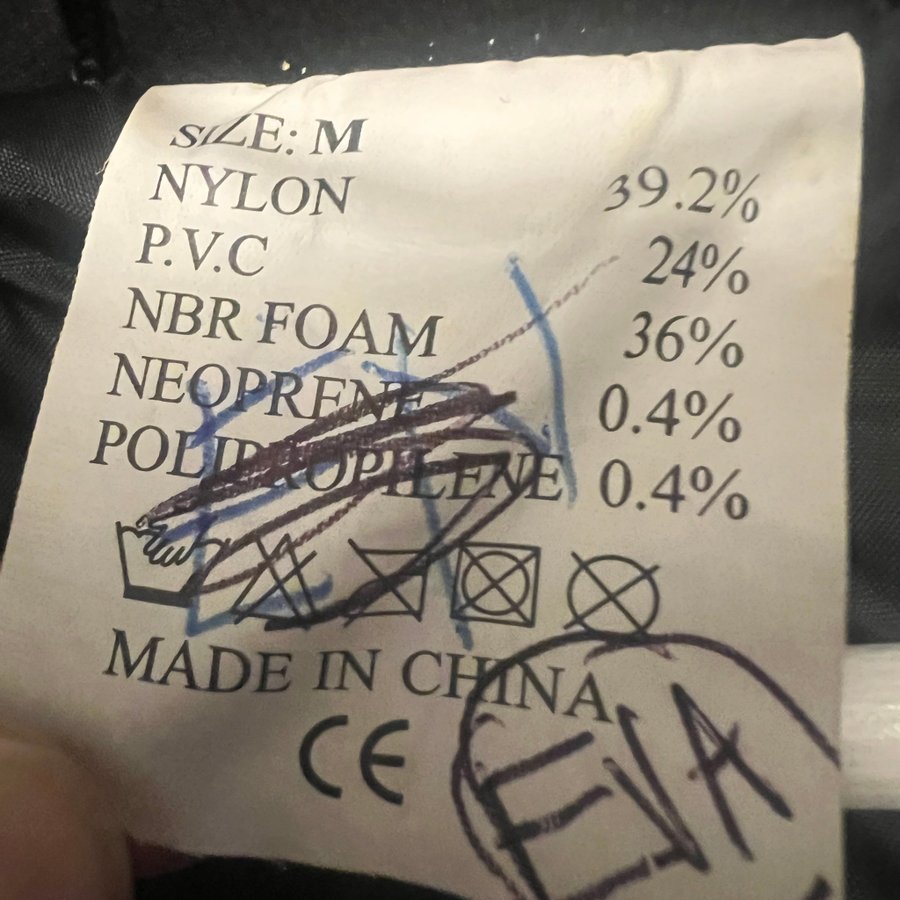 SIZE: M
NYLON 39.2%
P.V.C 24%
NBR FOAM 36%
NEOPRENE 0.4%
POLIPROPILENE 0.4%
MADE IN CHINA
CE
EVA